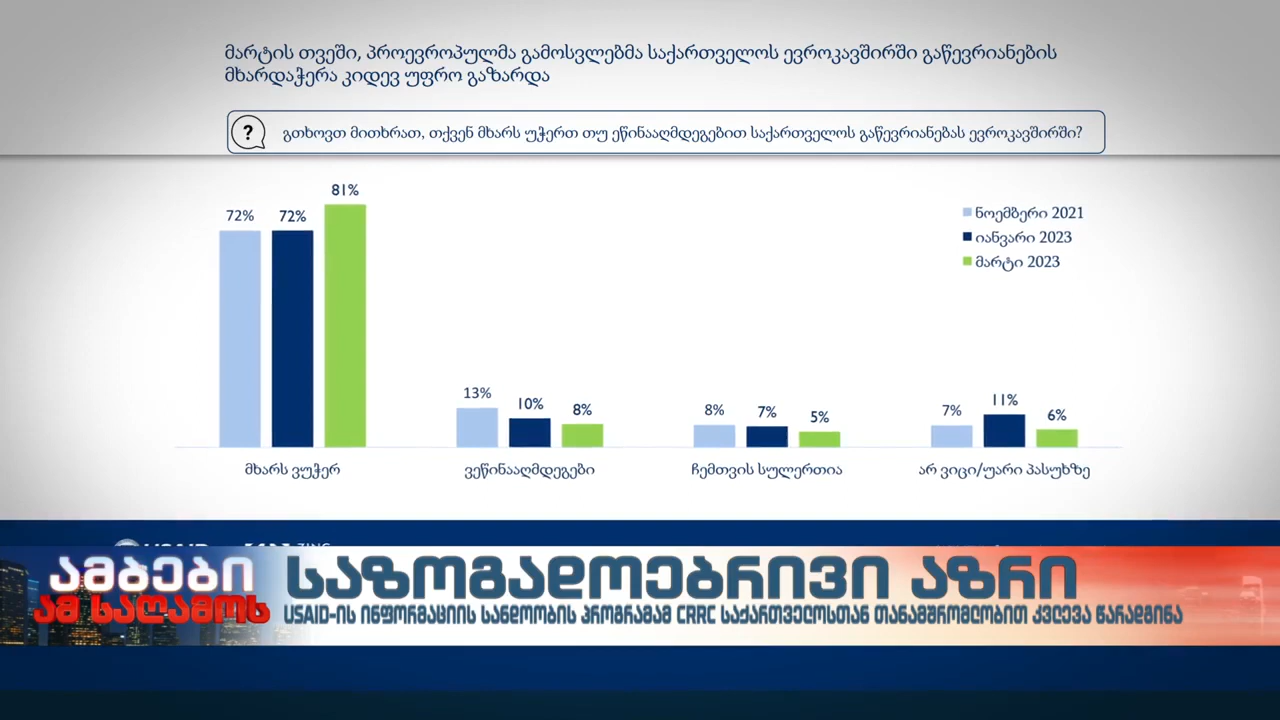 მარტის თვეში, პროევროპულმა გამოსვლებმა საქართველოს ევროკავშირში გაწევრიანების
მხარდაჭერა კიდევ უფრო გაზარდა
?
გთხოვთ მითხრათ, თქვენ მხარს უჭერთ თუ ეწინააღმდეგებით საქართველოს გაწევრიანებას ევროკავშირში?
ნოემბერი 2021
იანვარი 2023
მარტი 2023
72% 72% 81%
13% 10% 8%
8% 7% 5%
7% 11% 6%
მხარს ვუჭერ
ვეწინააღმდეგები
ჩემთვის სულერთია
არ ვიცი/უარი პასუხზე
ამბები
ამ საღამოს
საზოგადოებრივი აზრი
USAID-ის ინფორმაციის სანდოობის პროგრამამ CRRC საქართველოსთან თანამშრომლობით კვლევა წარადგინა